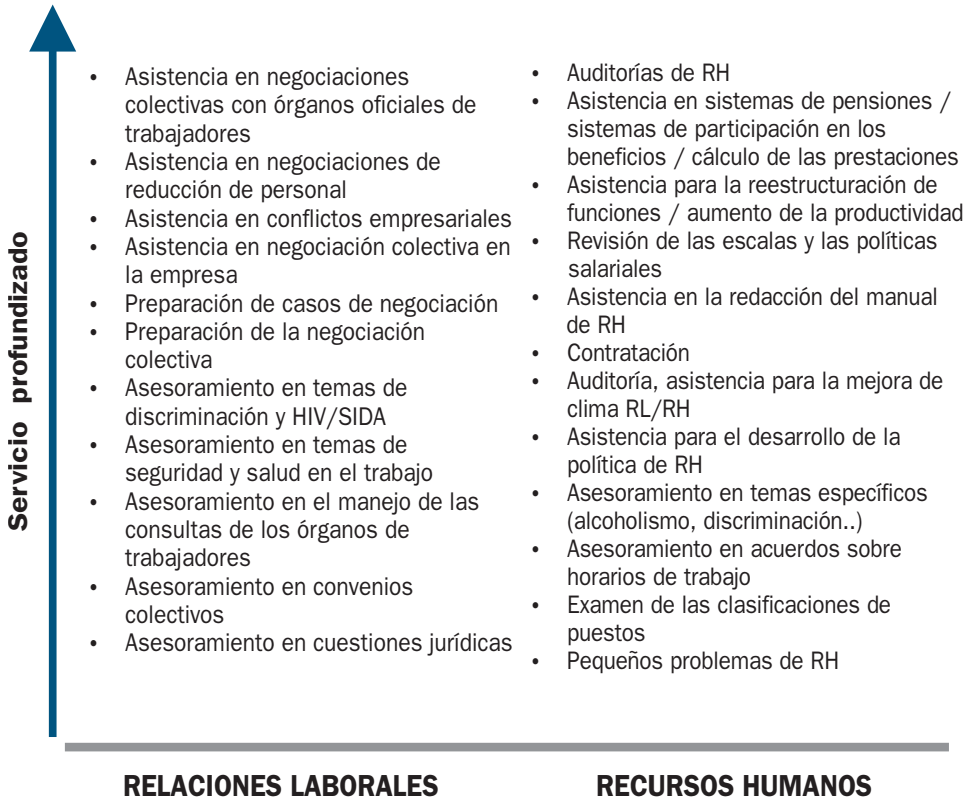 Servicio profundizado
• Asistencia en negociaciones
colectivas con órganos oficiales de
trabajadores
• Asistencia en negociaciones de
reducción de personal
• Asistencia en conflictos empresariales
• Asistencia en negociación colectiva en
la empresa
• Preparación de casos de negociación
• Preparación de la negociación
colectiva
• Asesoramiento en temas de
discriminación y HIV/SIDA
• Asesoramiento en temas de
seguridad y salud en el trabajo
• Asesoramiento en el manejo de las
consultas de los órganos de
trabajadores
• Asesoramiento en convenios
colectivos
• Asesoramiento en cuestiones jurídicas
• Auditorías de RH
• Asistencia en sistemas de pensiones /
sistemas de participación en los
beneficios / cálculo de las prestaciones
• Asistencia para la reestructuración de
funciones / aumento de la productividad
• Revisión de las escalas y las políticas
salariales
• Asistencia en la redacción del manual
de RH
• Contratación
• Auditoría, asistencia para la mejora de
clima RL/RH
• Asistencia para el desarrollo de la
política de RH
• Asesoramiento en temas específicos
(alcoholismo, discriminación..)
• Asesoramiento en acuerdos sobre
horarios de trabajo
• Examen de las clasificaciones de
puestos
• Pequeños problemas de RH
RELACIONES LABORALES
RECURSOS HUMANOS